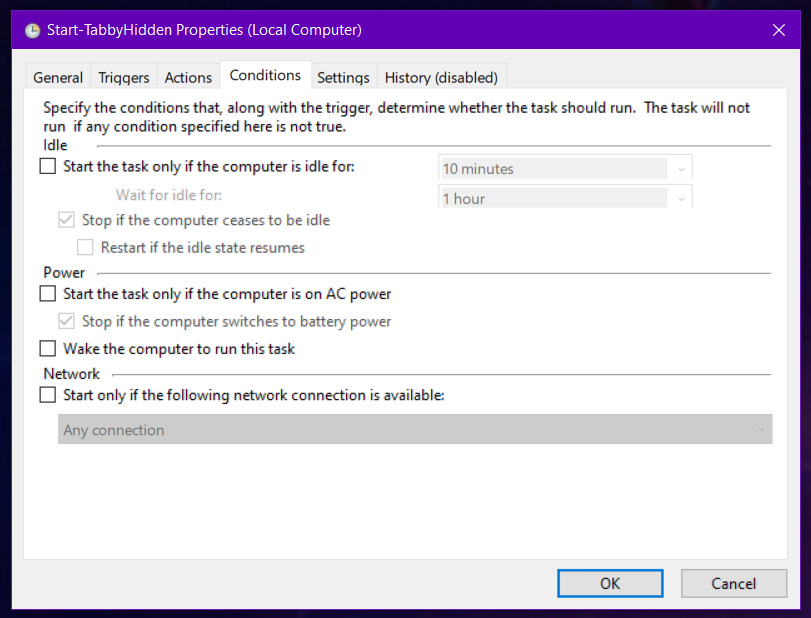 Start-TabbyHidden Properties (Local Computer)
General Triggers Actions Conditions Settings History (disabled)
Specify the conditions that, along with the trigger, determine whether the task should run. The task will not
run if any condition specified here is not true.
Idle
Start the task only if the computer is idle for: 10 minutes
Wait for idle for: 1 hour
Stop if the computer ceases to be idle
Restart if the idle state resumes
Power
Start the task only if the computer is on AC power
Stop if the computer switches to battery power
Wake the computer to run this task
Network
Start only if the following network connection is available:
Any connection
OK Cancel